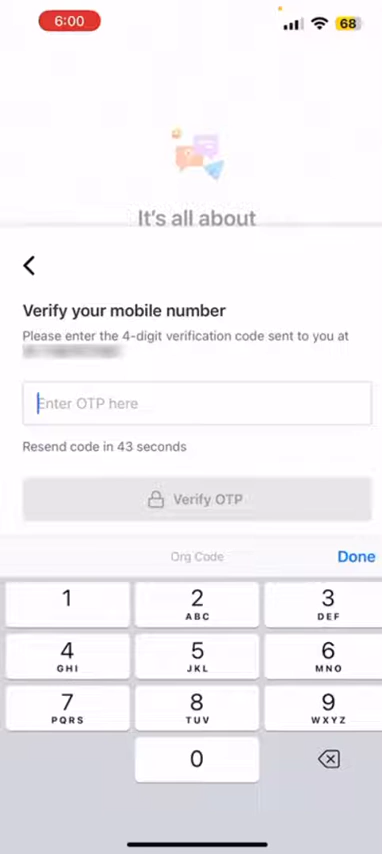 6:00
68
It's all about
Verify your mobile number
Please enter the 4-digit verification code sent to you at
Enter OTP here
Resend code in 43 seconds
Verify OTP
Org Code
Done
1
2
ABC
3
DEF
4
GHI
5
JKL
6
MNO
7
PQRS
8
TUV
9
WXYZ
0